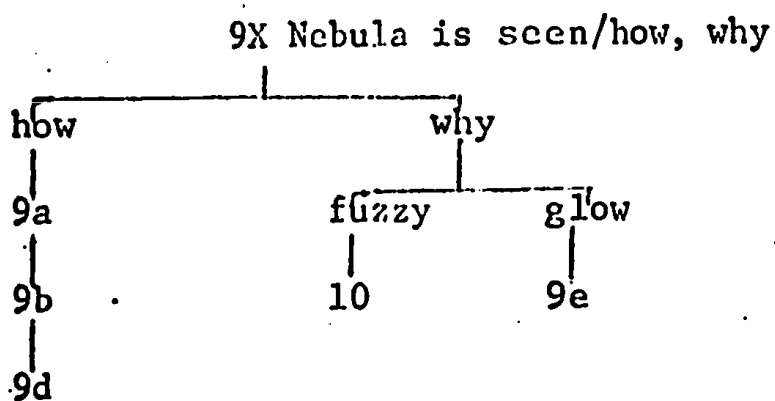 9X Nebula is seen/how, why
how why
9a fuzzy glow
9b 10 9e
9d